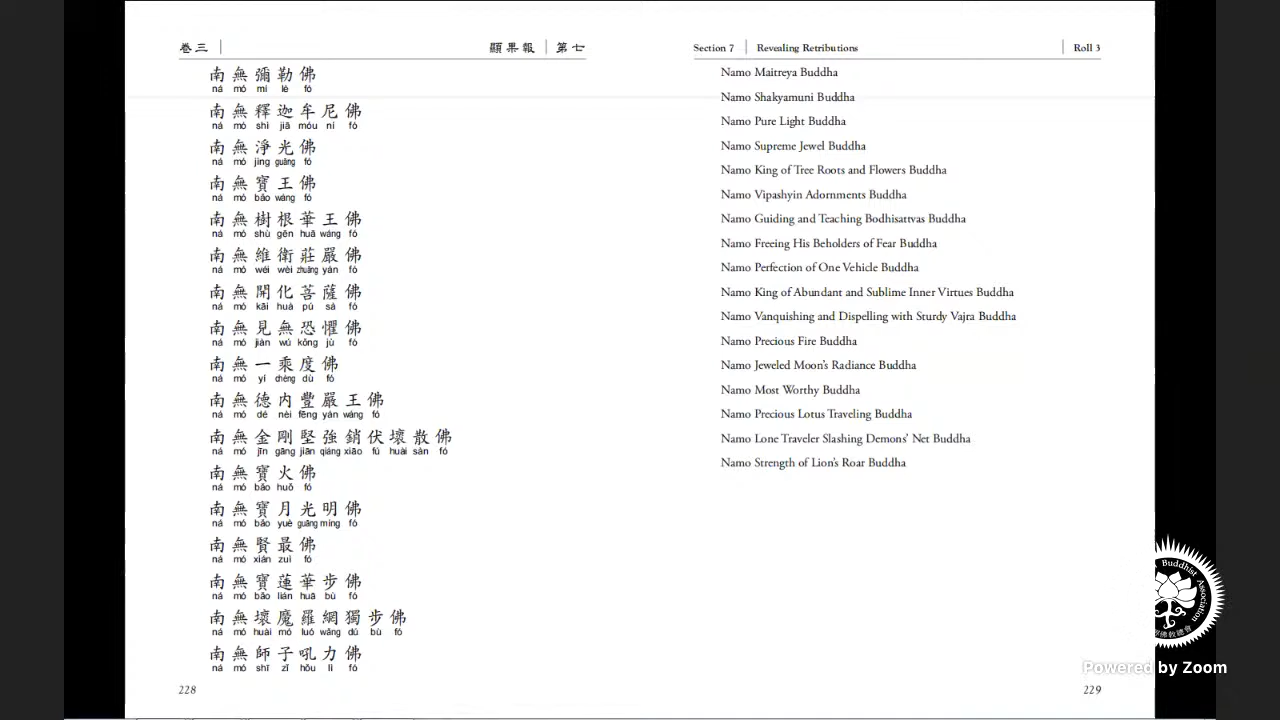 卷三 顯果報 第七
南無彌勒佛
ná mó mí lè fó
南無釋迦牟尼佛
ná mó shì jiā móu ní fó
南無淨光佛
ná mó jìng guāng fó
南無寶王佛
ná mó bǎo wáng fó
南無樹根華王佛
ná mó shù gēn huā wáng fó
南無維衛莊嚴佛
ná mó wéi wèi zhuāng yán fó
南無開化菩薩佛
ná mó kāi huà pú sà fó
南無見無恐懼佛
ná mó jiàn wú kǒng jù fó
南無一乘度佛
ná mó yí chéng dù fó
南無德內豐嚴王佛
ná mó dé nèi fēng yán wáng fó
南無金剛堅強銷伏壞散佛
ná mó jīn gāng jiān qiáng xiāo fú huài sàn fó
南無寶火佛
ná mó bǎo huǒ fó
南無寶月光明佛
ná mó bǎo yuè guāng míng fó
南無賢最佛
ná mó xián zuì fó
南無寶蓮華步佛
ná mó bǎo lián huā bù fó
南無壞魔羅網獨步佛
ná mó huài mó luó wǎng dú bù fó
南無師子吼力佛
ná mó shī zǐ hǒu lì fó
228
Section 7 Revealing Retributions Roll 3
Namo Maitreya Buddha
Namo Shakyamuni Buddha
Namo Pure Light Buddha
Namo Supreme Jewel Buddha
Namo King of Tree Roots and Flowers Buddha
Namo Vipashyin Adornments Buddha
Namo Guiding and Teaching Bodhisattvas Buddha
Namo Freeing His Beholders of Fear Buddha
Namo Perfection of One Vehicle Buddha
Namo King of Abundant and Sublime Inner Virtues Buddha
Namo Vanquishing and Dispelling with Sturdy Vajra Buddha
Namo Precious Fire Buddha
Namo Jeweled Moon's Radiance Buddha
Namo Most Worthy Buddha
Namo Precious Lotus Traveling Buddha
Namo Lone Traveler Slashing Demons' Net Buddha
Namo Strength of Lion's Roar Buddha
229
Buddhist Association
佛教總會
Powered by Zoom